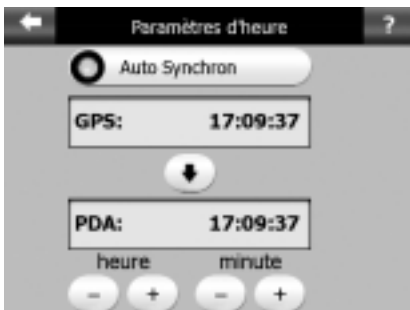 Paramètres d'heure ?
Auto Synchron
GPS: 17:09:37
PDA: 17:09:37
heure minute
- + - +